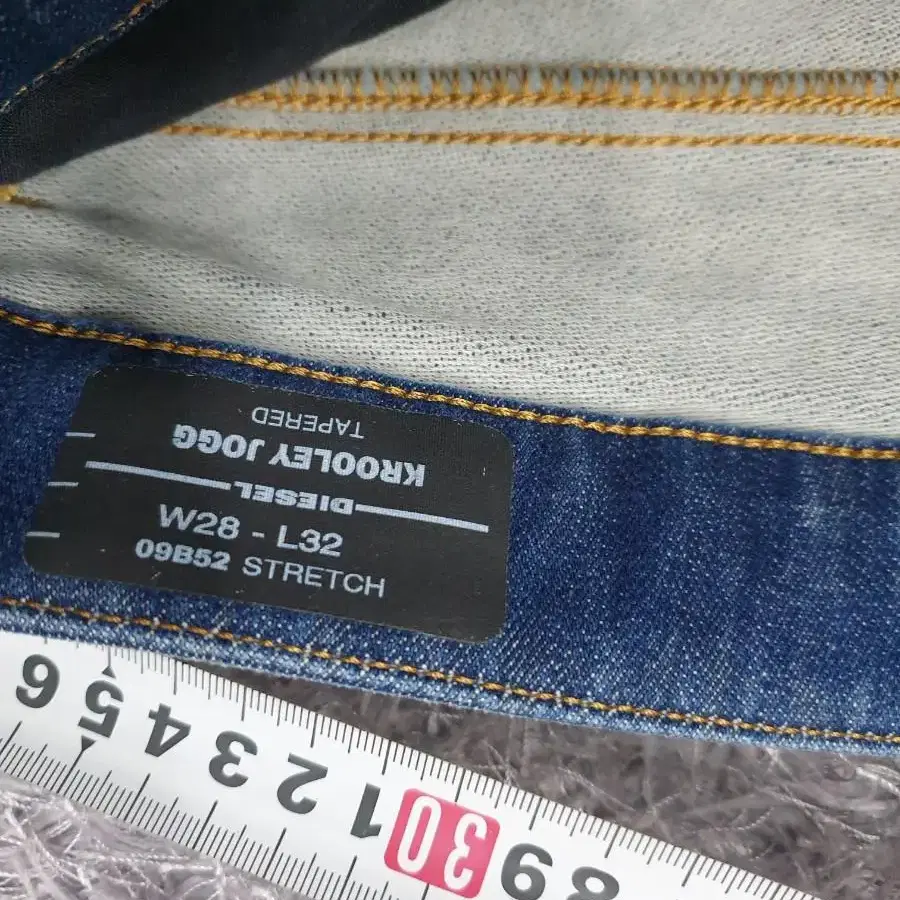 TAPERED
KROOLEY JOGG
DIESEL
W28 - L32
09B52 STRETCH
6 5 4 3 2 1 30 9 8